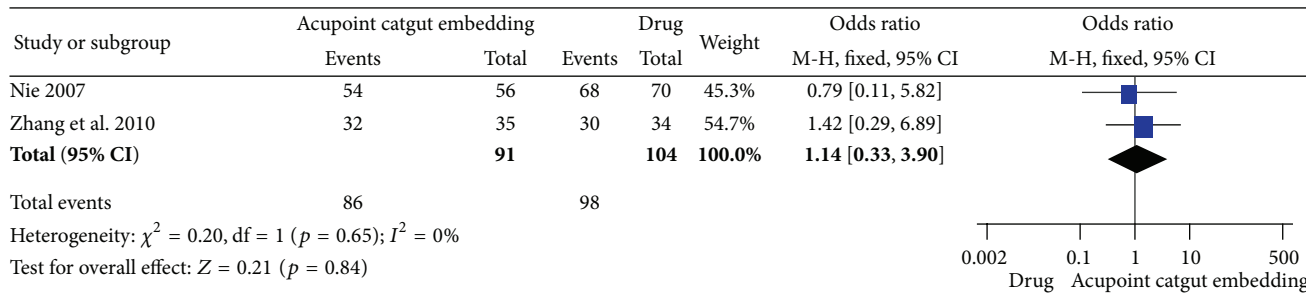 Study or subgroup Acupoint catgut embedding Drug Weight Odds ratio Odds ratio
Events Total Events Total M-H, fixed, 95% CI M-H, fixed, 95% CI
Nie 2007 54 56 68 70 45.3% 0.79 [0.11, 5.82]
Zhang et al. 2010 32 35 30 34 54.7% 1.42 [0.29, 6.89]
Total (95% CI) 91 104 100.0% 1.14 [0.33, 3.90]
Total events 86 98
Heterogeneity: χ² = 0.20, df = 1 (p = 0.65); I² = 0%
Test for overall effect: Z = 0.21 (p = 0.84)
0.002 0.1 1 10 500
Drug Acupoint catgut embedding